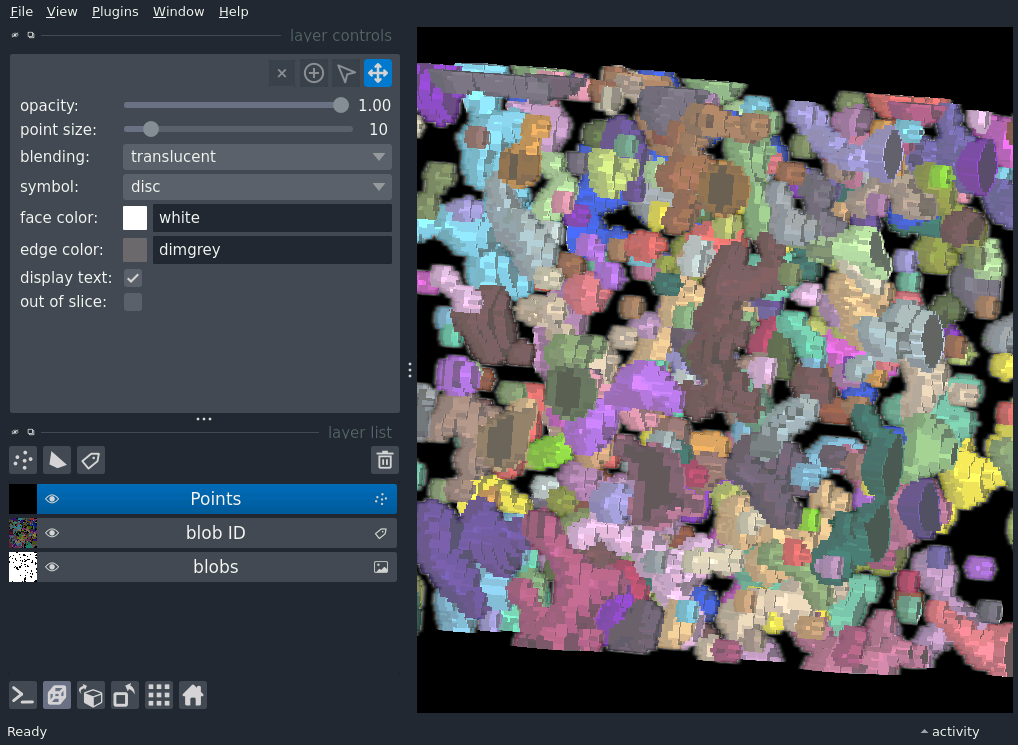 File View Plugins Window Help
layer controls
opacity: 1.00
point size: 10
blending: translucent
symbol: disc
face color: white
edge color: dimgrey
display text:
out of slice:
layer list
Points
blob ID
blobs
Ready activity